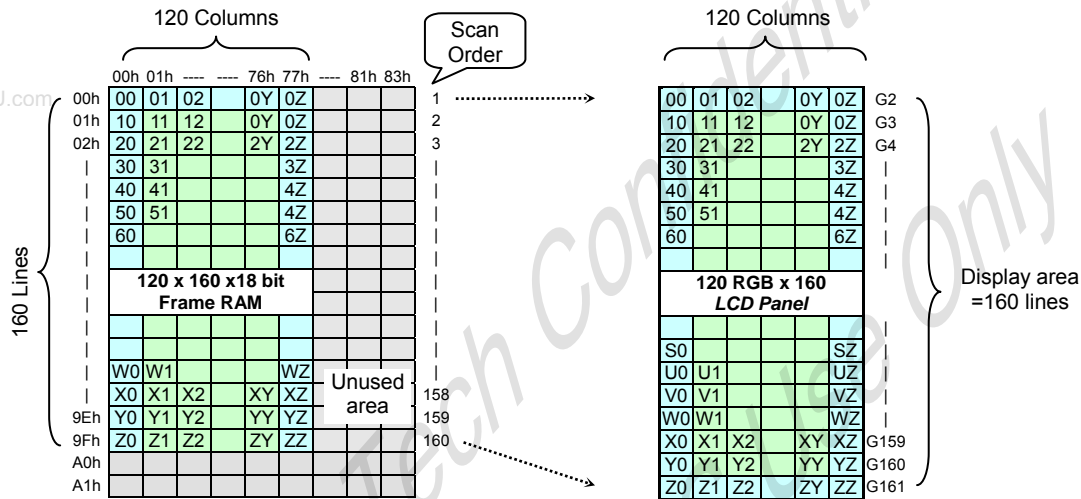 120 Columns
Scan
Order
120 Columns
00h 01h ---- ---- 76h 77h ---- 81h 83h
00h 00 01 02 0Y 0Z 1 00 01 02 0Y 0Z G2
01h 10 11 12 0Y 0Z 2 10 11 12 0Y 0Z G3
02h 20 21 22 2Y 2Z 3 20 21 22 2Y 2Z G4
30 31 3Z 30 31 3Z
40 41 4Z 40 41 4Z
50 51 4Z 50 51 4Z
60 6Z 60 6Z
160 Lines
120 x 160 x18 bit
Frame RAM
120 RGB x 160
LCD Panel
Display area
=160 lines
S0 SZ
W0 W1 WZ U0 U1 UZ
Unused
area
X0 X1 X2 XY XZ 158 V0 V1 VZ
9Eh Y0 Y1 Y2 YY YZ 159 W0 W1 WZ
9Fh Z0 Z1 Z2 ZY ZZ 160 X0 X1 X2 XY XZ G159
A0h Y0 Y1 Y2 YY YZ G160
A1h Z0 Z1 Z2 ZY ZZ G161
Tech Confidenti
Use Only
J.com